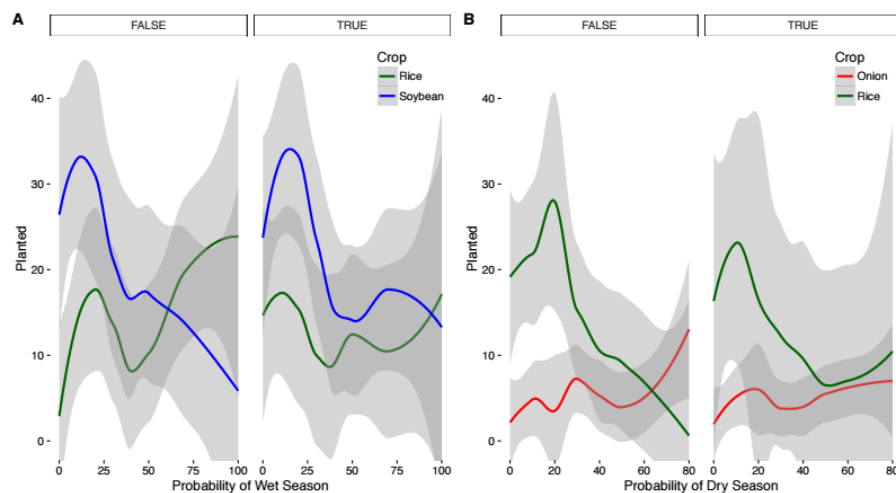 A
FALSE
TRUE
B
FALSE
TRUE
Crop
Rice
Soybean
Crop
Onion
Rice
Planted
40
30
20
10
0
0 25 50 75 100
0 25 50 75 100
Probability of Wet Season
Planted
40
30
20
10
0
0 20 40 60 80
0 20 40 60 80
Probability of Dry Season